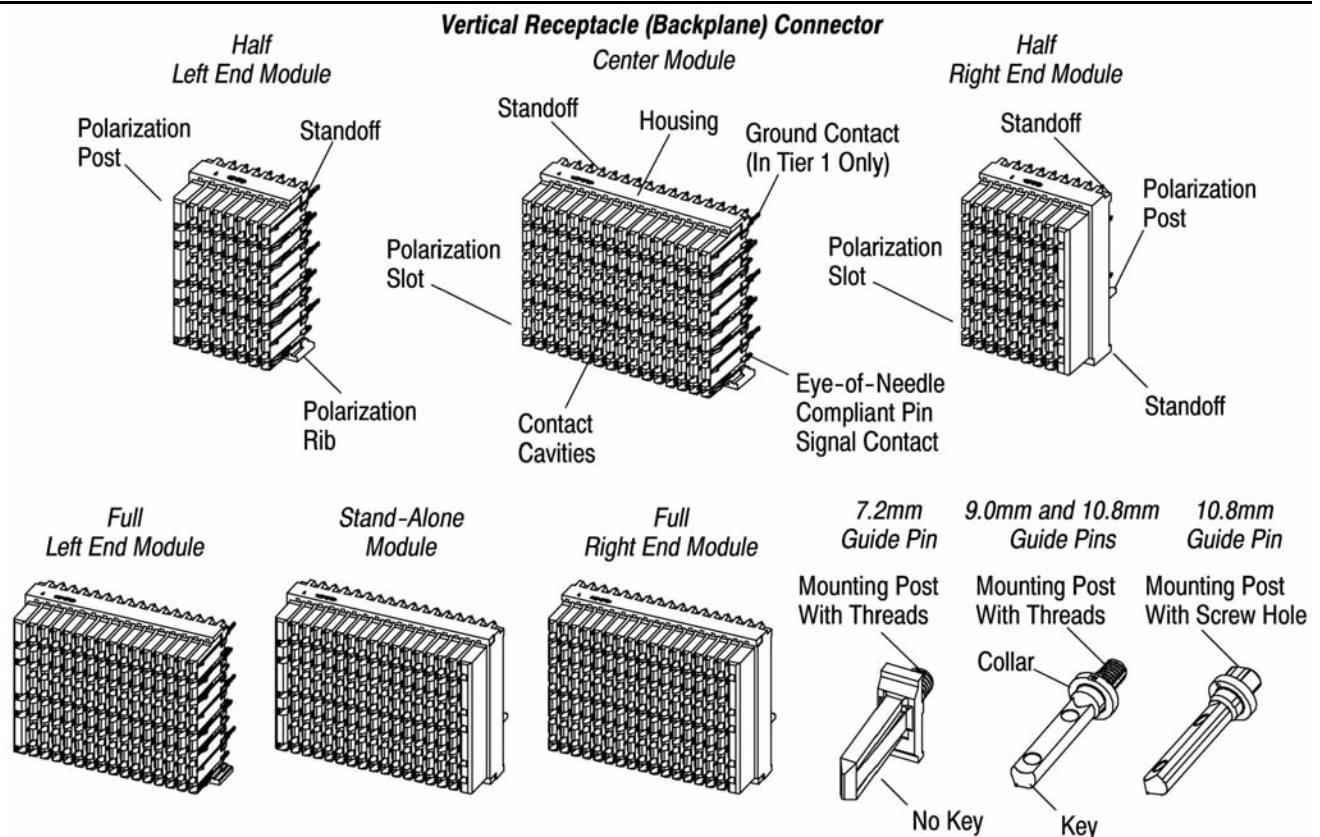 Vertical Receptacle (Backplane) Connector
Half
Left End Module
Center Module
Half
Right End Module
Polarization
Post
Standoff
Standoff
Housing
Ground Contact
(In Tier 1 Only)
Standoff
Polarization
Post
Polarization
Slot
Polarization
Slot
Polarization
Rib
Contact
Cavities
Eye-of-Needle
Compliant Pin
Signal Contact
Standoff
Full
Left End Module
Stand-Alone
Module
Full
Right End Module
7.2mm
Guide Pin
9.0mm and 10.8mm
Guide Pins
10.8mm
Guide Pin
Mounting Post
With Threads
Mounting Post
With Threads
Mounting Post
With Screw Hole
Collar
No Key
Key